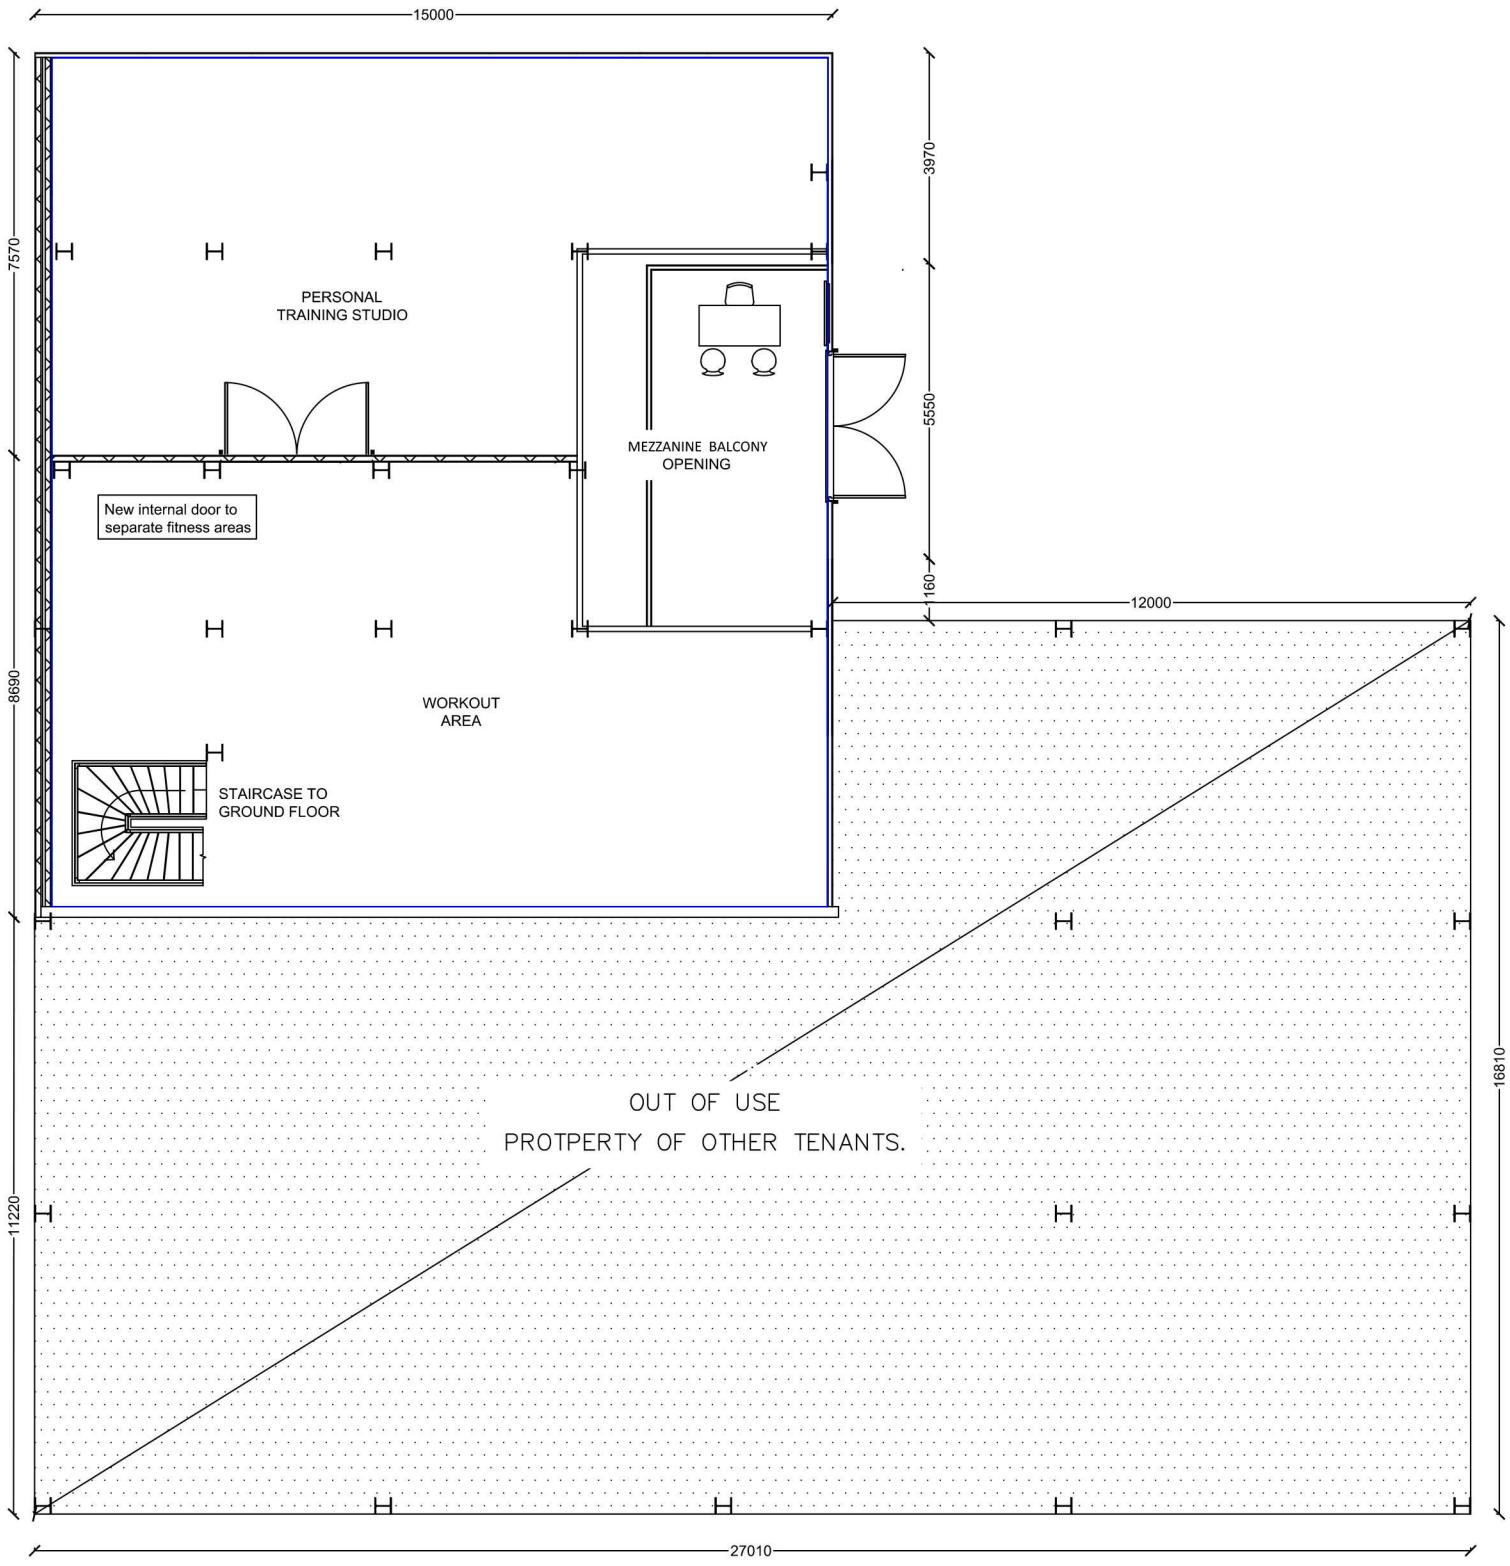 15000
3970
7570
PERSONAL
TRAINING STUDIO
5550
MEZZANINE BALCONY
OPENING
New internal door to
separate fitness areas
1160
12000
8690
WORKOUT
AREA
STAIRCASE TO
GROUND FLOOR
16810
OUT OF USE
PROTPERTY OF OTHER TENANTS.
11220
27010